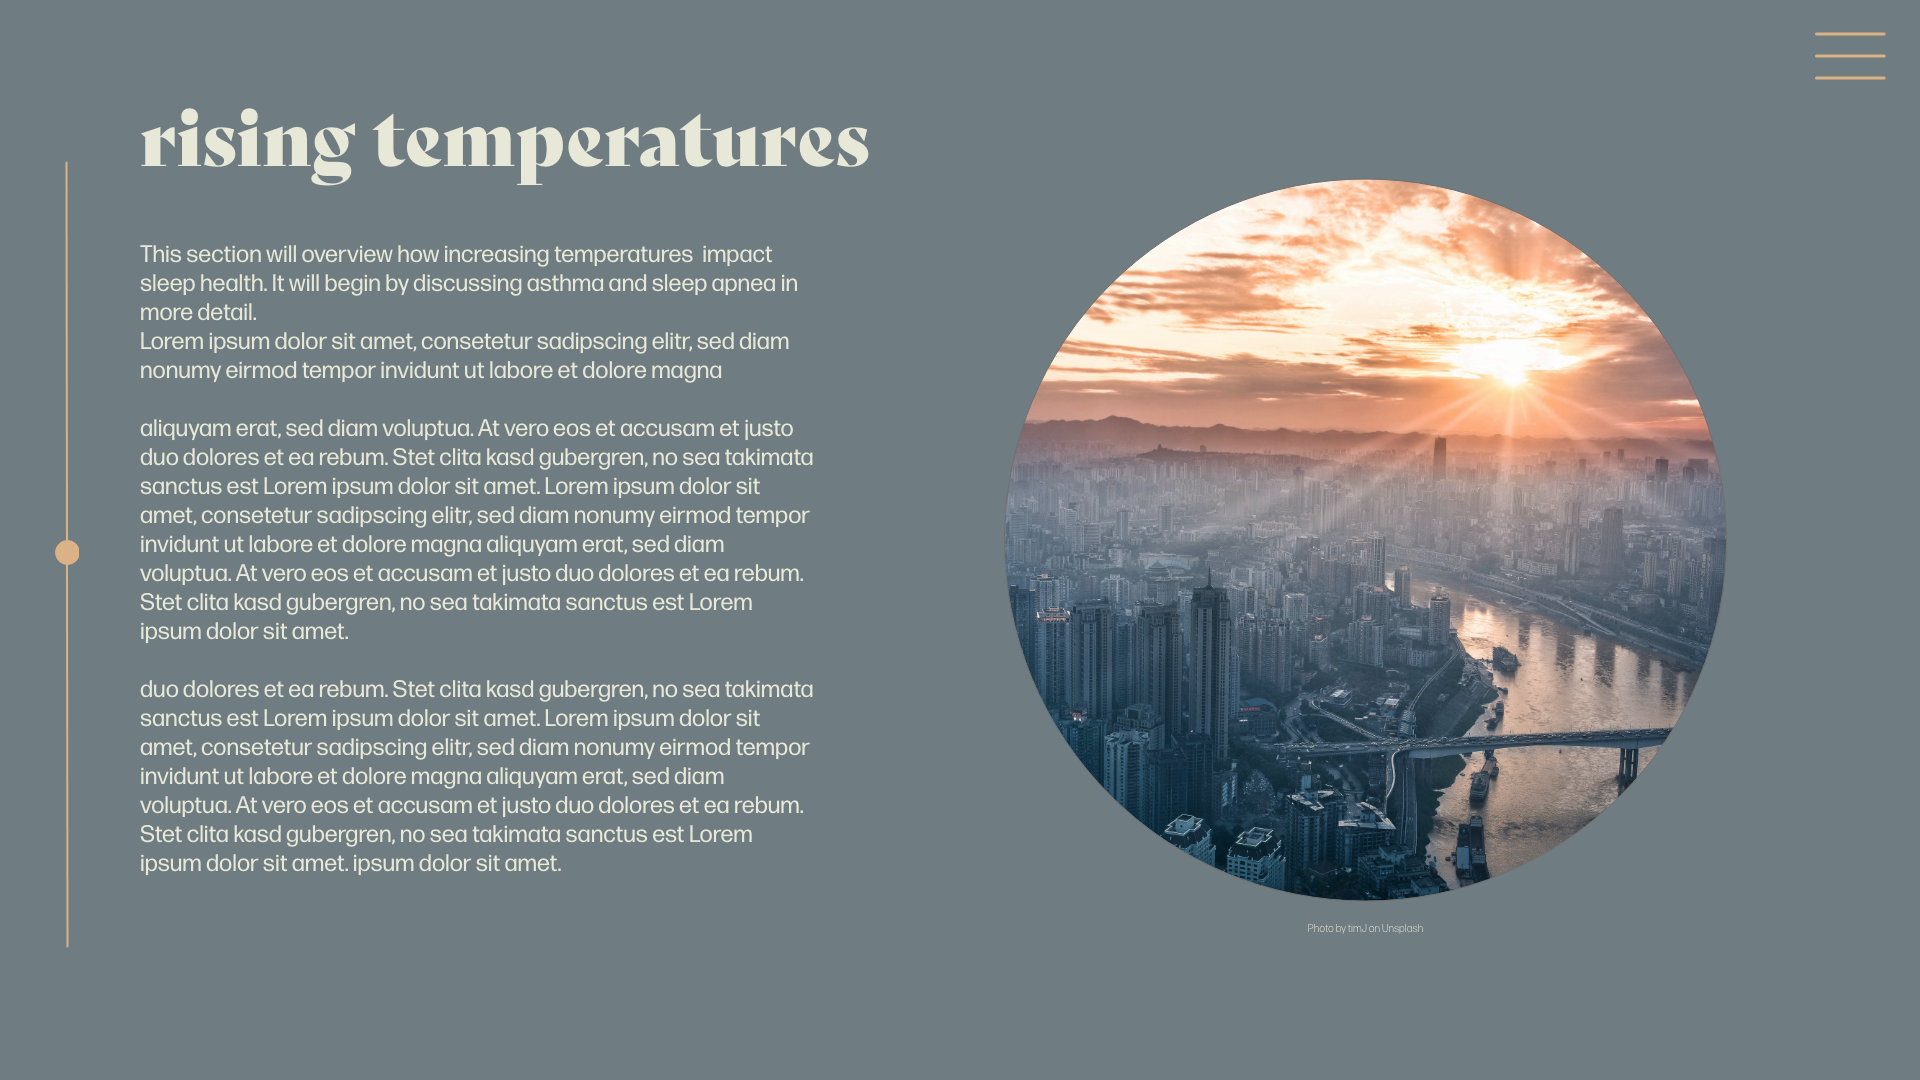 rising temperatures
This section will overview how increasing temperatures  impact
sleep health. It will begin by discussing asthma and sleep apnea in
more detail.
Lorem ipsum dolor sit amet, consetetur sadipscing elitr, sed diam
nonumy eirmod tempor invidunt ut labore et dolore magna
aliquyam erat, sed diam voluptua. At vero eos et accusam et justo
duo dolores et ea rebum. Stet clita kasd gubergren, no sea takimata
sanctus est Lorem ipsum dolor sit amet. Lorem ipsum dolor sit
amet, consetetur sadipscing elitr, sed diam nonumy eirmod tempor
invidunt ut labore et dolore magna aliquyam erat, sed diam
voluptua. At vero eos et accusam et justo duo dolores et ea rebum.
Stet clita kasd gubergren, no sea takimata sanctus est Lorem
ipsum dolor sit amet.
duo dolores et ea rebum. Stet clita kasd gubergren, no sea takimata
sanctus est Lorem ipsum dolor sit amet. Lorem ipsum dolor sit
amet, consetetur sadipscing elitr, sed diam nonumy eirmod tempor
invidunt ut labore et dolore magna aliquyam erat, sed diam
voluptua. At vero eos et accusam et justo duo dolores et ea rebum.
Stet clita kasd gubergren, no sea takimata sanctus est Lorem
ipsum dolor sit amet. ipsum dolor sit amet.
Photo by timJ on Unsplash